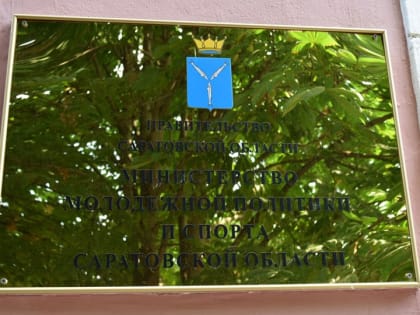 ПРАВИТЕЛЬСТВО
САРАТОВСКОЙ ОБЛАСТИ
МИНИСТЕРСТВО
МОЛОДЕЖНОЙ ПОЛИТИКИ
И СПОРТА
САРАТОВСКОЙ ОБЛАСТИ